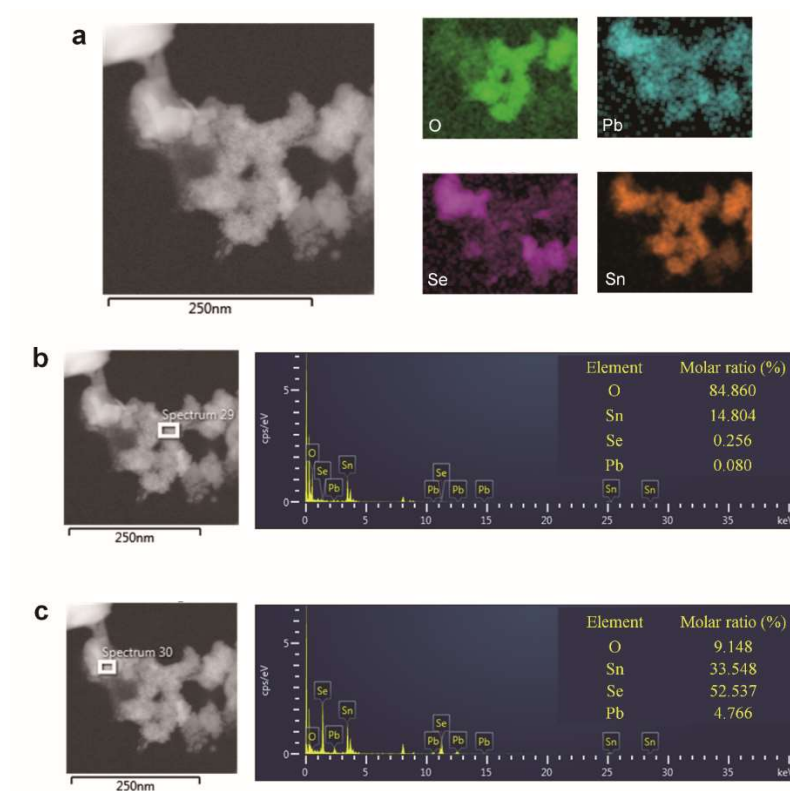 a
O
Pb
Se
Sn
250nm
b
Spectrum 29
250nm
cps/eV
5
0
O
Se
Pb
Sn
Pb
Se
Pb
Pb
Sn
Sn
0 5 10 15 20 25 30 35 keV
Element Molar ratio (%)
O 84.860
Sn 14.804
Se 0.256
Pb 0.080
c
Spectrum 30
250nm
cps/eV
5
0
O
Se
Pb
Sn
Pb
Se
Pb
Pb
Sn
Sn
0 5 10 15 20 25 30 35
Element Molar ratio (%)
O 9.148
Sn 33.548
Se 52.537
Pb 4.766